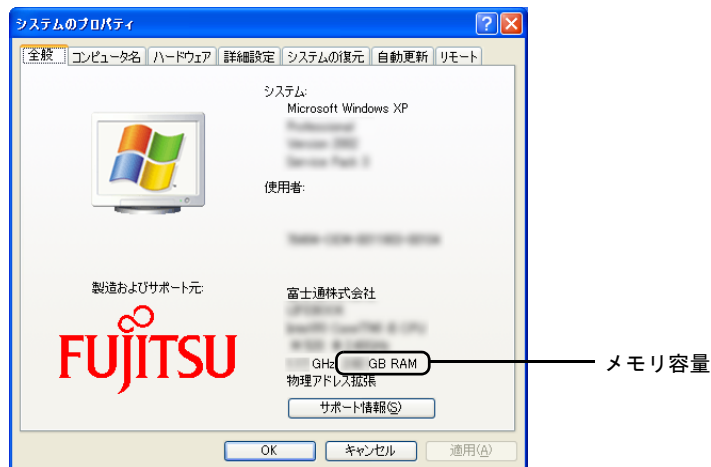 システムのプロパティ
全般 コンピュータ名 ハードウェア 詳細設定 システムの復元 自動更新 リモート
システム:
Microsoft Windows XP
使用者:
製造およびサポート元:
富士通株式会社
FUJITSU
GHz GB RAM
メモリ容量
物理アドレス拡張
サポート情報(S)
OK キャンセル 適用(A)